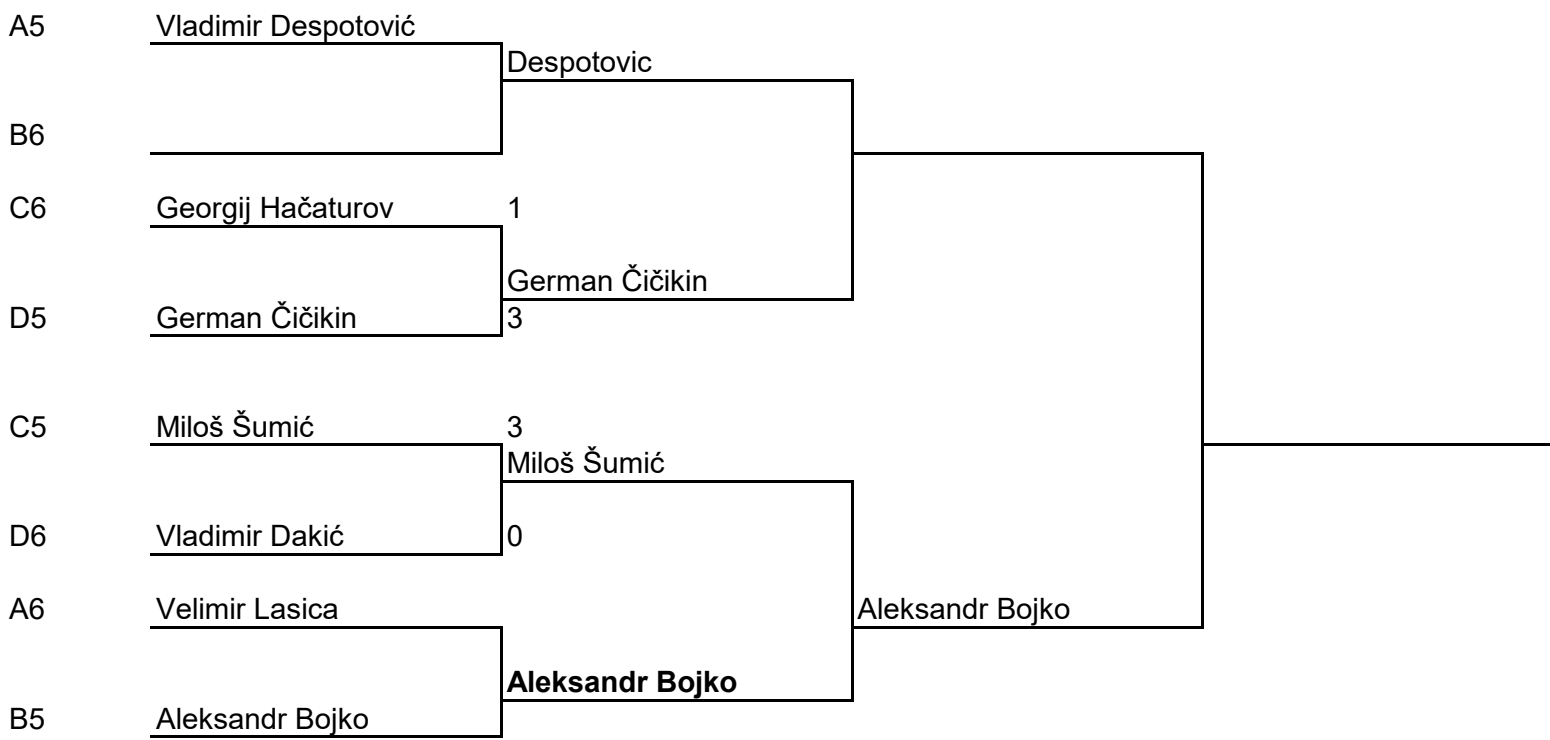 A5 Vladimir Despotović
Despotovic
B6
C6 Georgij Hačaturov 1
German Čičikin
D5 German Čičikin 3
C5 Miloš Šumić 3
Miloš Šumić
D6 Vladimir Dakić 0
A6 Velimir Lasica Aleksandr Bojko
Aleksandr Bojko
B5 Aleksandr Bojko